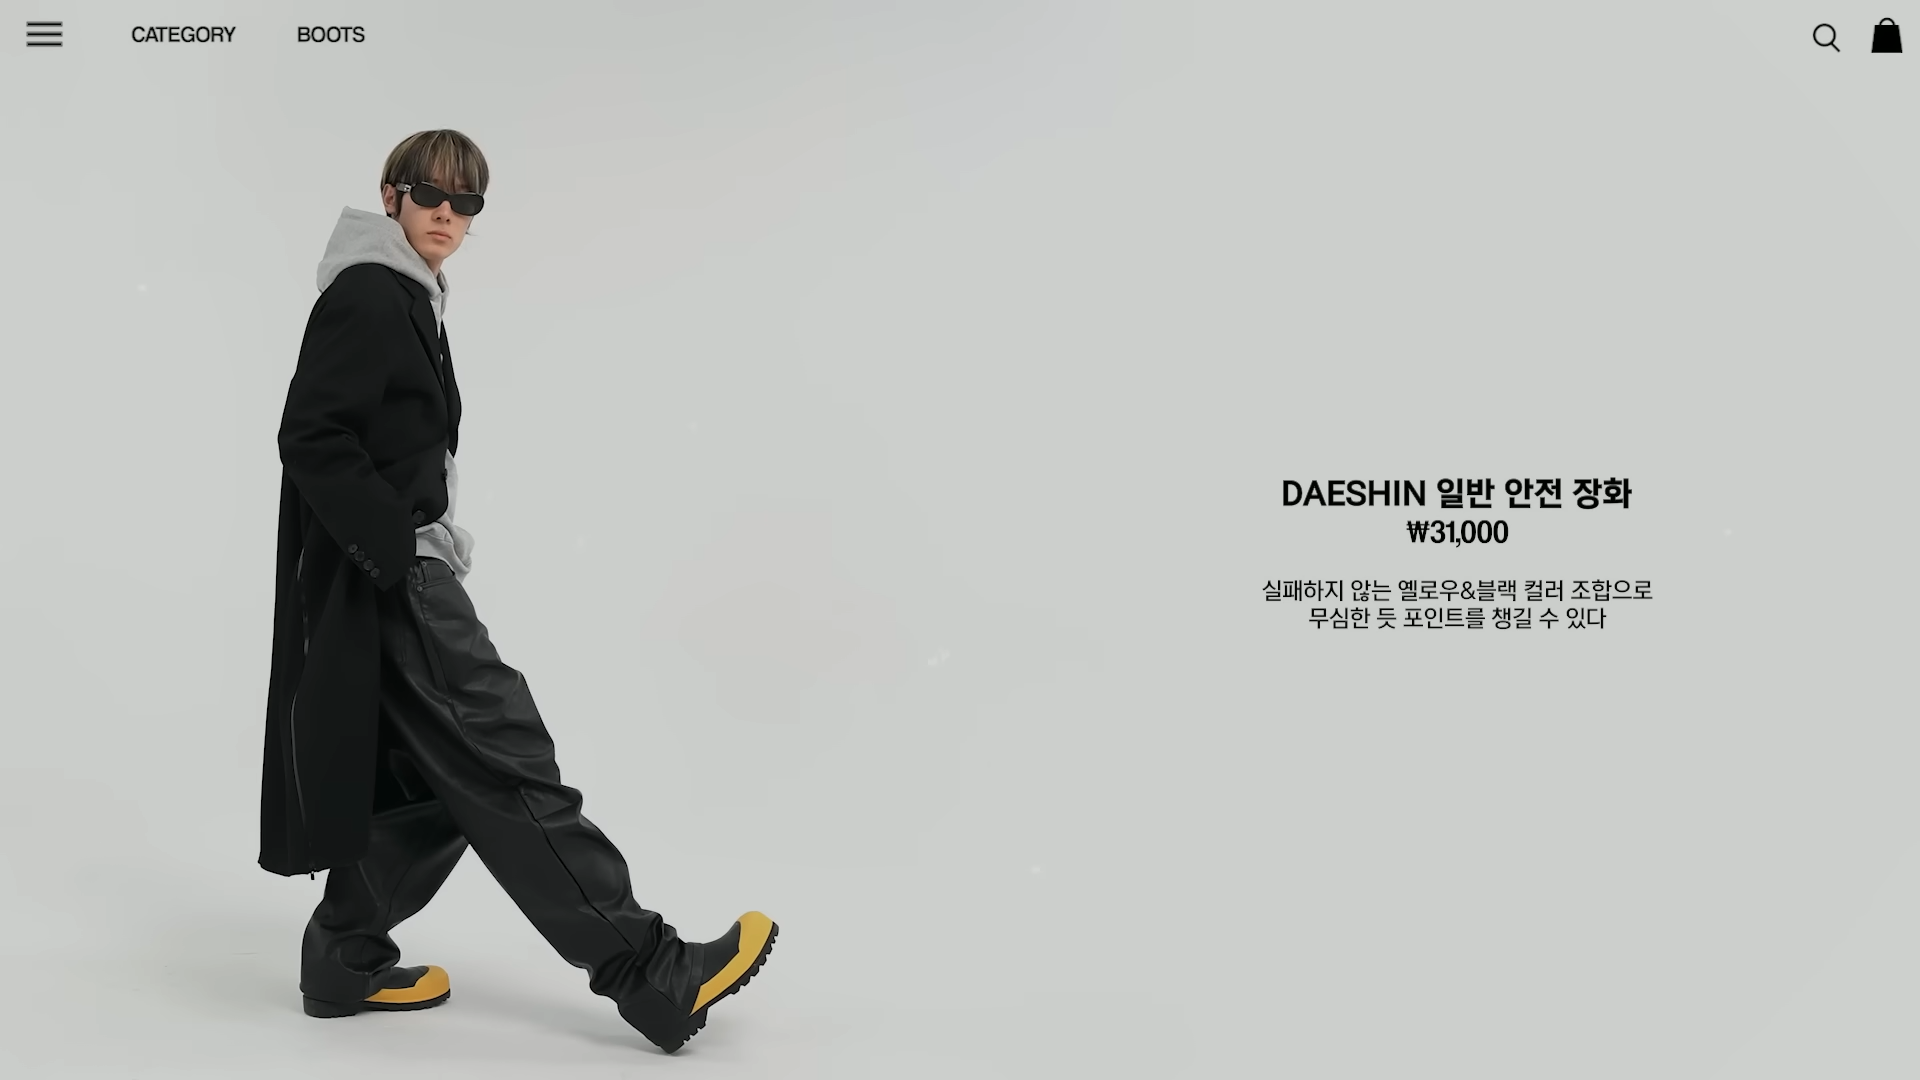 CATEGORY
BOOTS
DAESHIN 일반 안전 장화
₩31,000
실패하지 않는 옐로우&블랙 컬러 조합으로
무심한 듯 포인트를 챙길 수 있다